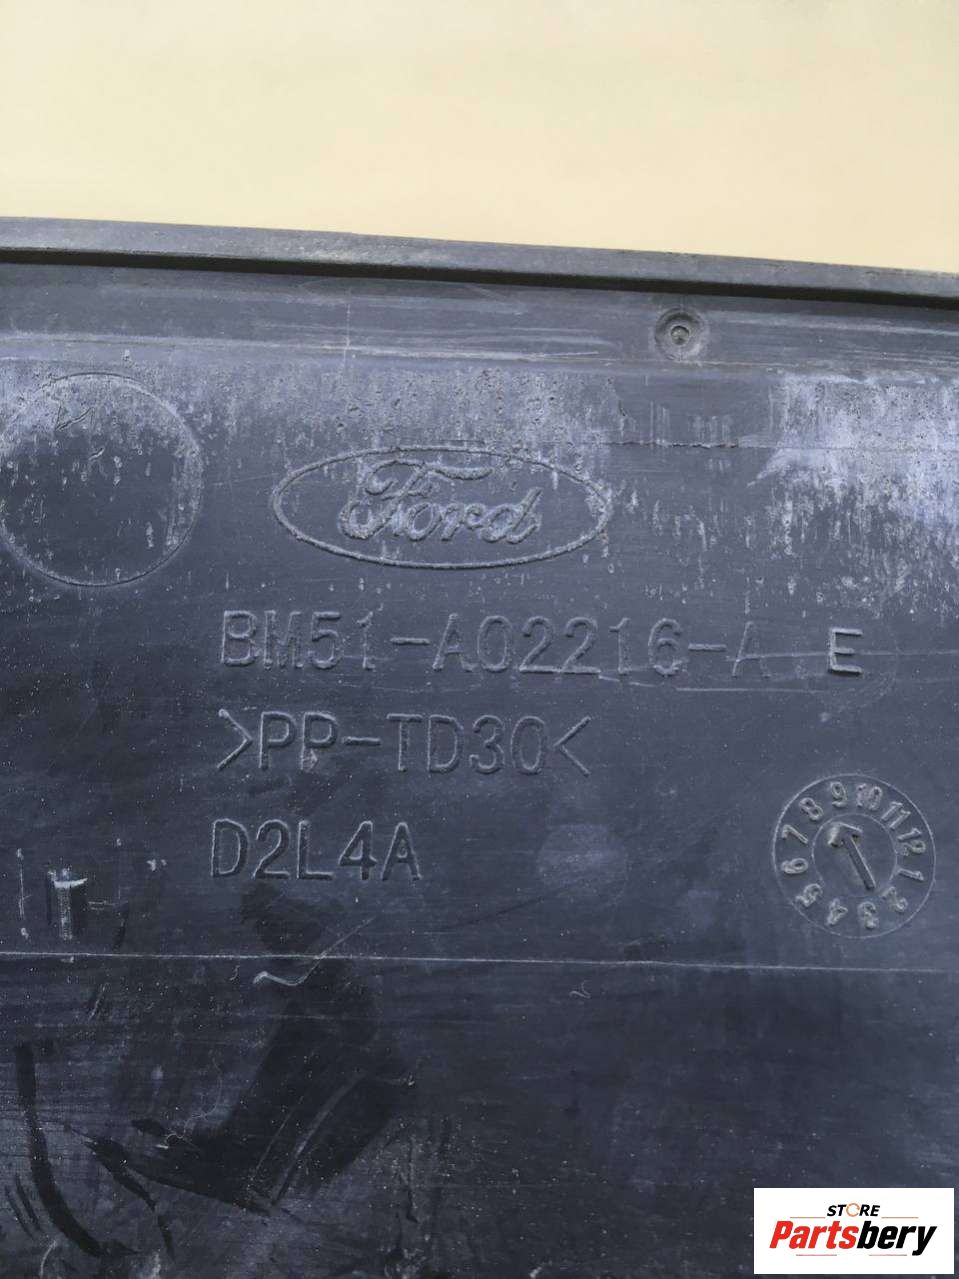 Ford
BM51-A02216-A E
>PP-TD30<
D2L4A
1 2 3 4 5 6 7 8 9 10 11 12
STORE
Partsbery